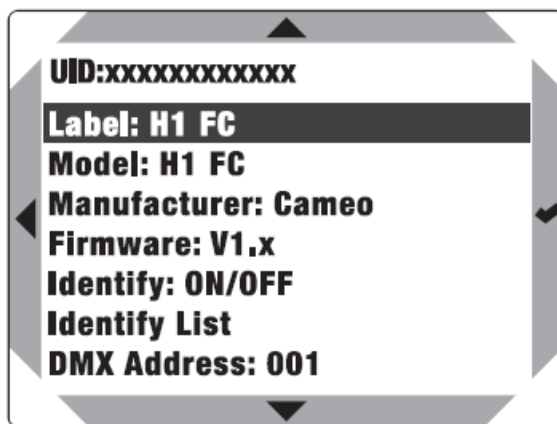 UID:xxxxxxxxxxxx
Label: H1 FC
Model: H1 FC
Manufacturer: Cameo
Firmware: V1.x
Identify: ON/OFF
Identify List
DMX Address: 001